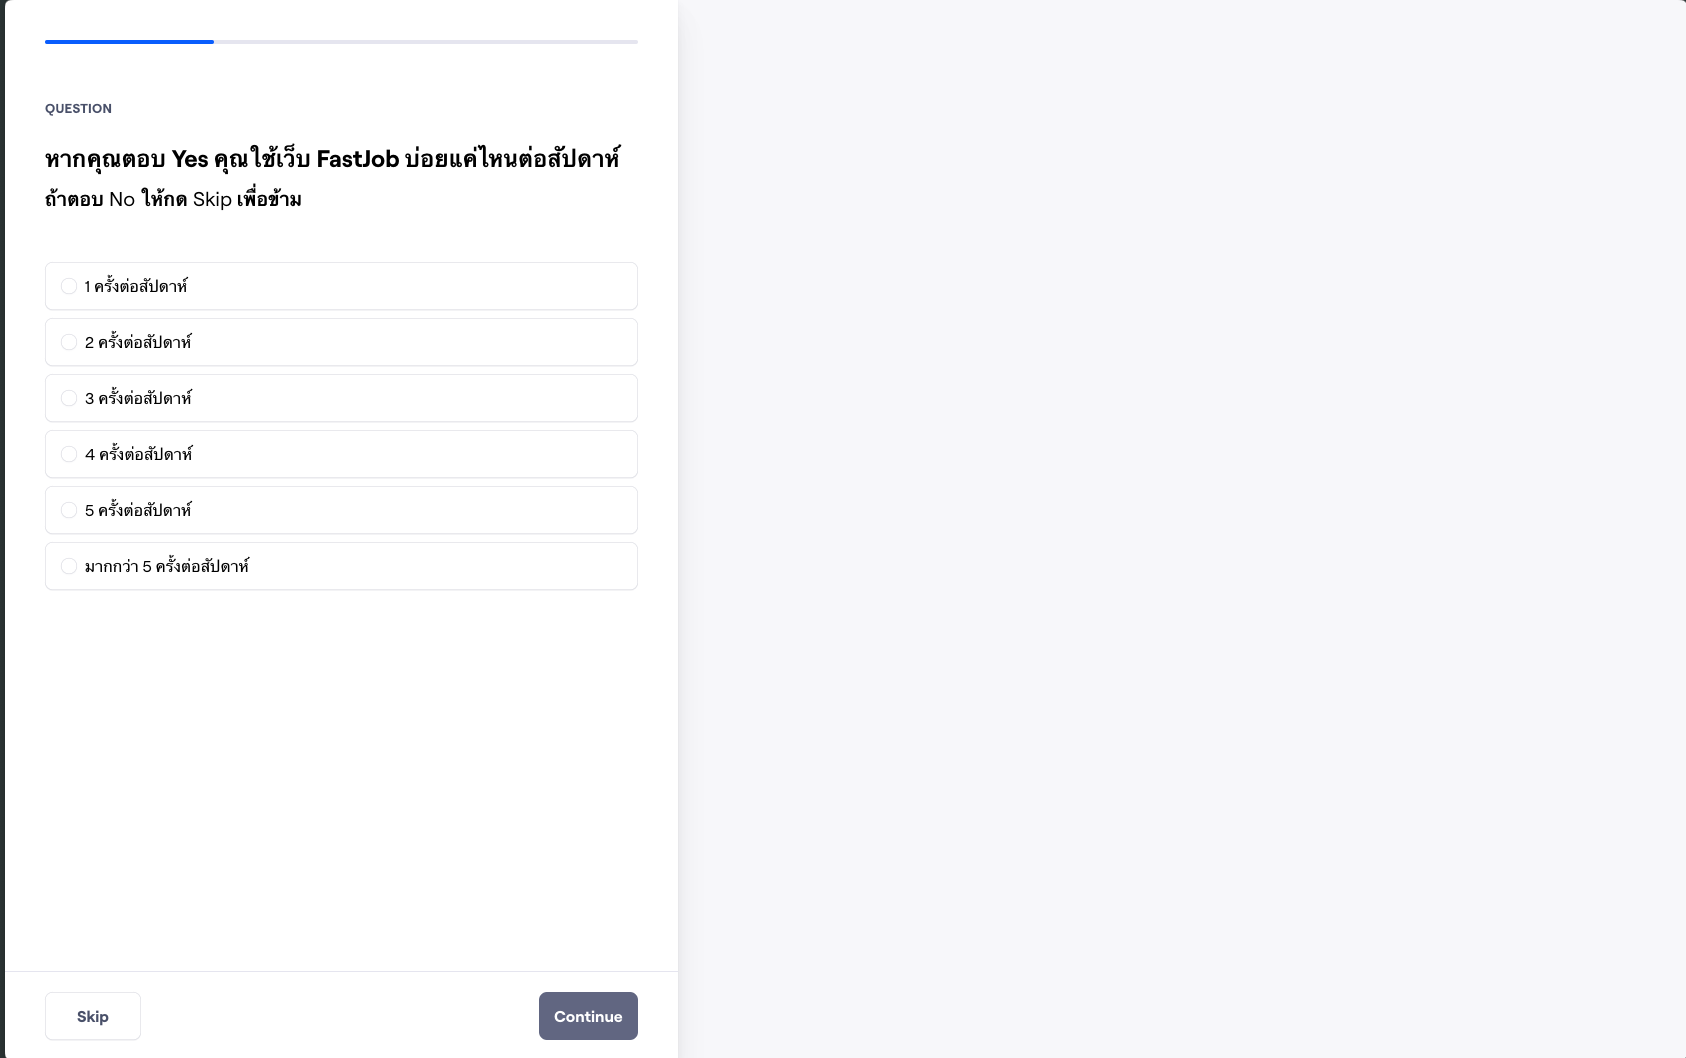 QUESTION
หากคุณตอบ Yes คุณใช้เว็บ FastJob บ่อยแค่ไหนต่อสัปดาห์
ถ้าตอบ No ให้กด Skip เพื่อข้าม
1 ครั้งต่อสัปดาห์
2 ครั้งต่อสัปดาห์
3 ครั้งต่อสัปดาห์
4 ครั้งต่อสัปดาห์
5 ครั้งต่อสัปดาห์
มากกว่า 5 ครั้งต่อสัปดาห์
Skip
Continue